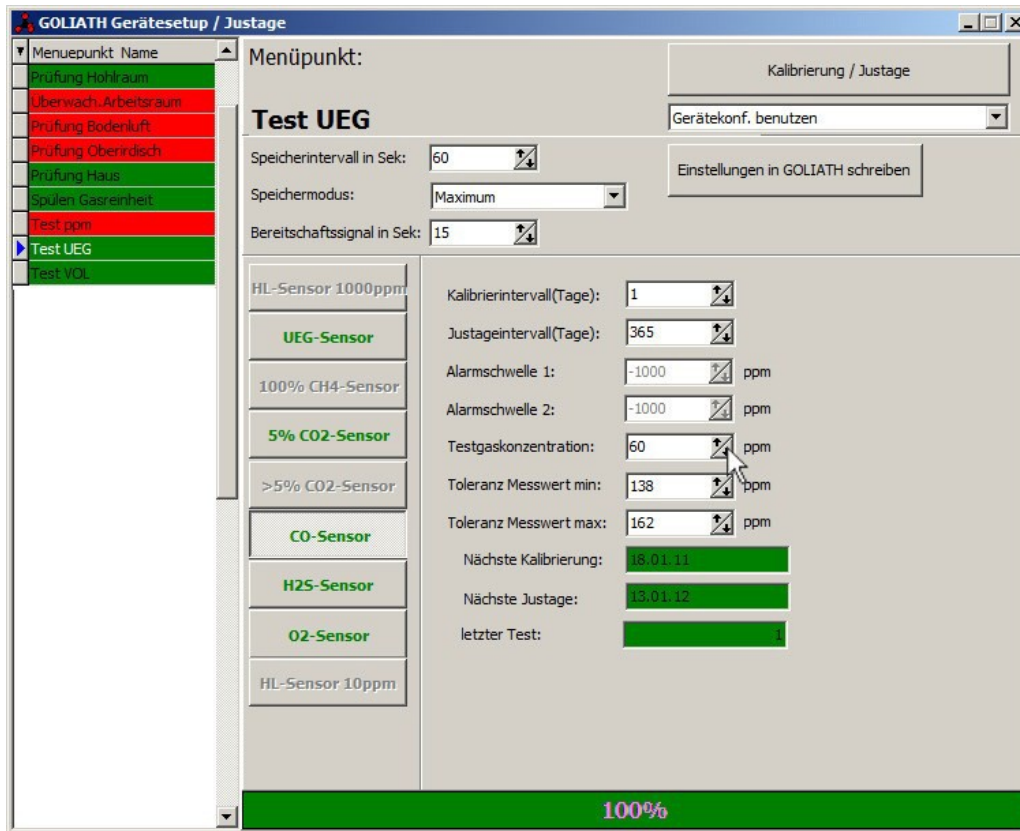 GOLIATH Gerätesetup / Justage
Menuepunkt Name
Prüfung Hohlraum
Überwach.Arbeitsraum
Prüfung Bodenluft
Prüfung Oberirdisch
Prüfung Haus
Spülen Gasreinheit
Test ppm
Test UEG
Test VOL
Menüpunkt:
Kalibrierung / Justage
Test UEG
Gerätekonf. benutzen
Speicherintervall in Sek: 60
Einstellungen in GOLIATH schreiben
Speichermodus: Maximum
Bereitschaftssignal in Sek: 15
HL-Sensor 1000ppm
UEG-Sensor
100% CH4-Sensor
5% CO2-Sensor
>5% CO2-Sensor
CO-Sensor
H2S-Sensor
O2-Sensor
HL-Sensor 10ppm
Kalibrierintervall(Tage): 1
Justageintervall(Tage): 365
Alarmschwelle 1: -1000 ppm
Alarmschwelle 2: -1000 ppm
Testgaskonzentration: 60 ppm
Toleranz Messwert min: 138 ppm
Toleranz Messwert max: 162 ppm
Nächste Kalibrierung: 18.01.11
Nächste Justage: 13.01.12
letzter Test: 1
100%